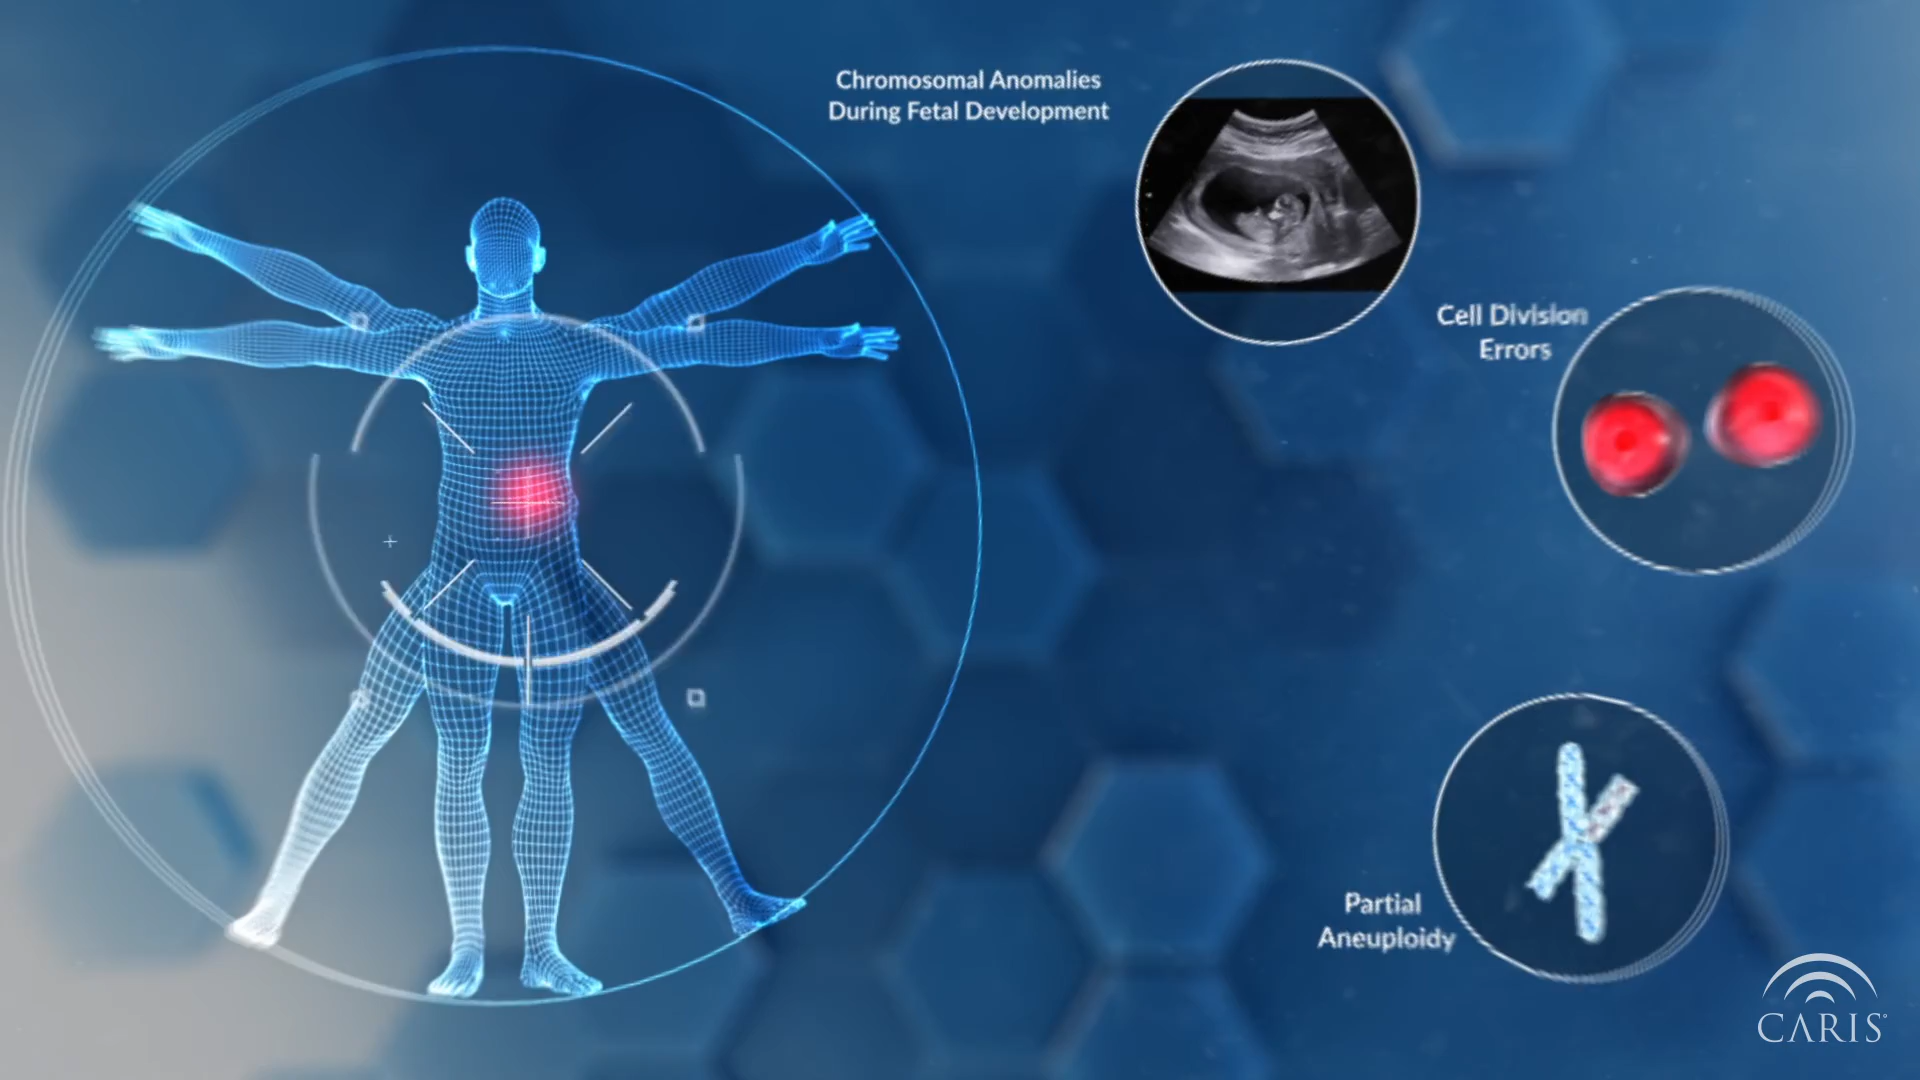 Chromosomal Anomalies
During Fetal Development
Cell Division
Errors
Partial
Aneuploidy
CARIS